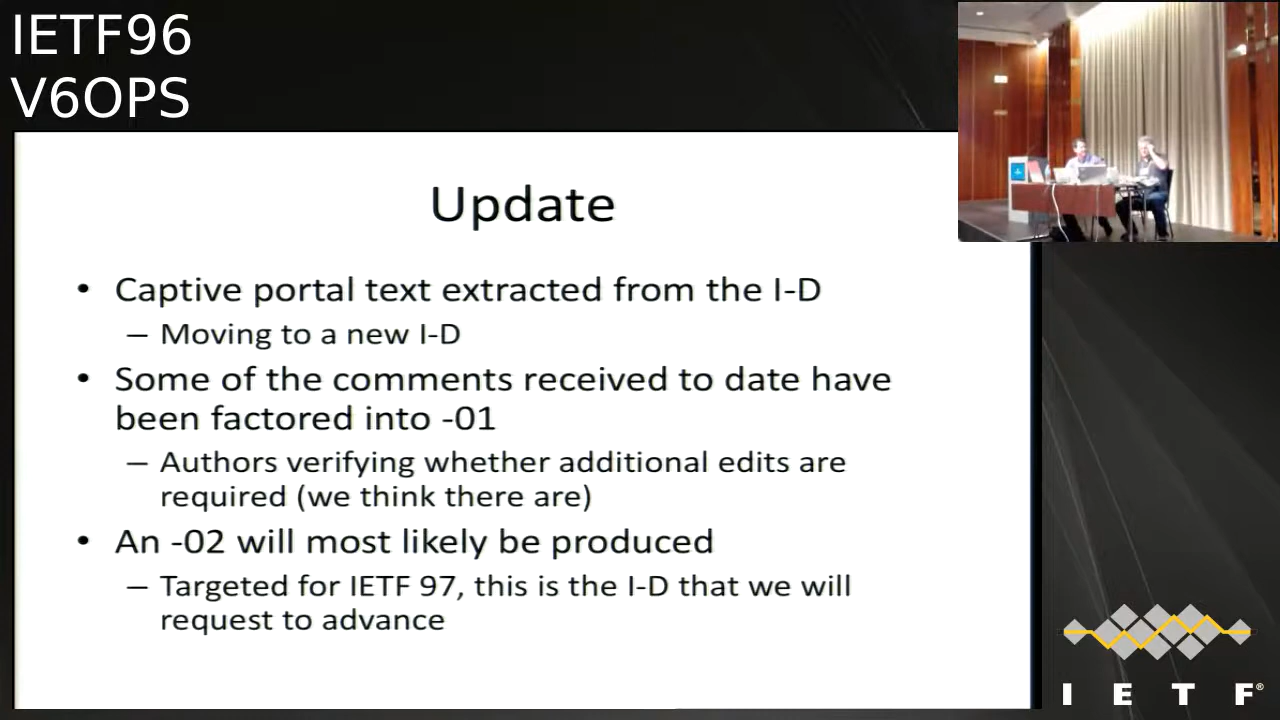 IETF96
V6OPS
Update
• Captive portal text extracted from the I-D
– Moving to a new I-D
• Some of the comments received to date have
been factored into -01
– Authors verifying whether additional edits are
required (we think there are)
• An -02 will most likely be produced
– Targeted for IETF 97, this is the I-D that we will
request to advance
I E T F®